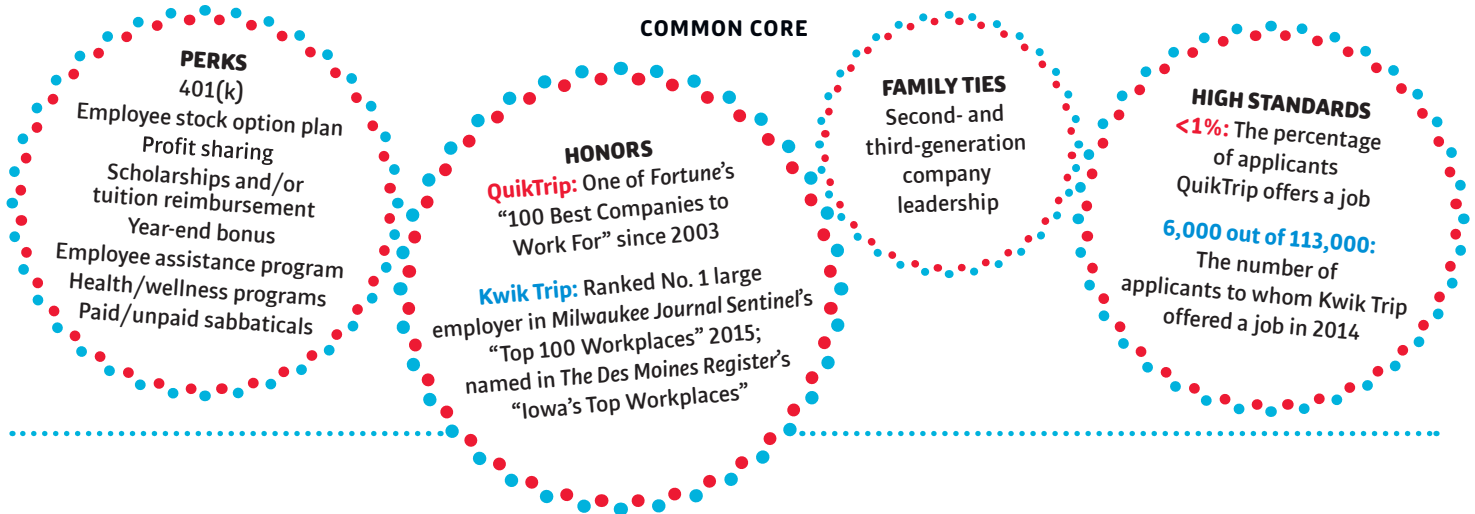 COMMON CORE
PERKS
401(k)
Employee stock option plan
Profit sharing
Scholarships and/or
tuition reimbursement
Year-end bonus
Employee assistance program
Health/wellness programs
Paid/unpaid sabbaticals
HONORS
QuikTrip: One of Fortune’s
“100 Best Companies to
Work For” since 2003
Kwik Trip: Ranked No. 1 large
employer in Milwaukee Journal Sentinel’s
“Top 100 Workplaces” 2015;
named in The Des Moines Register’s
“Iowa’s Top Workplaces”
FAMILY TIES
Second- and
third-generation
company
leadership
HIGH STANDARDS
<1%: The percentage
of applicants
QuikTrip offers a job
6,000 out of 113,000:
The number of
applicants to whom Kwik Trip
offered a job in 2014